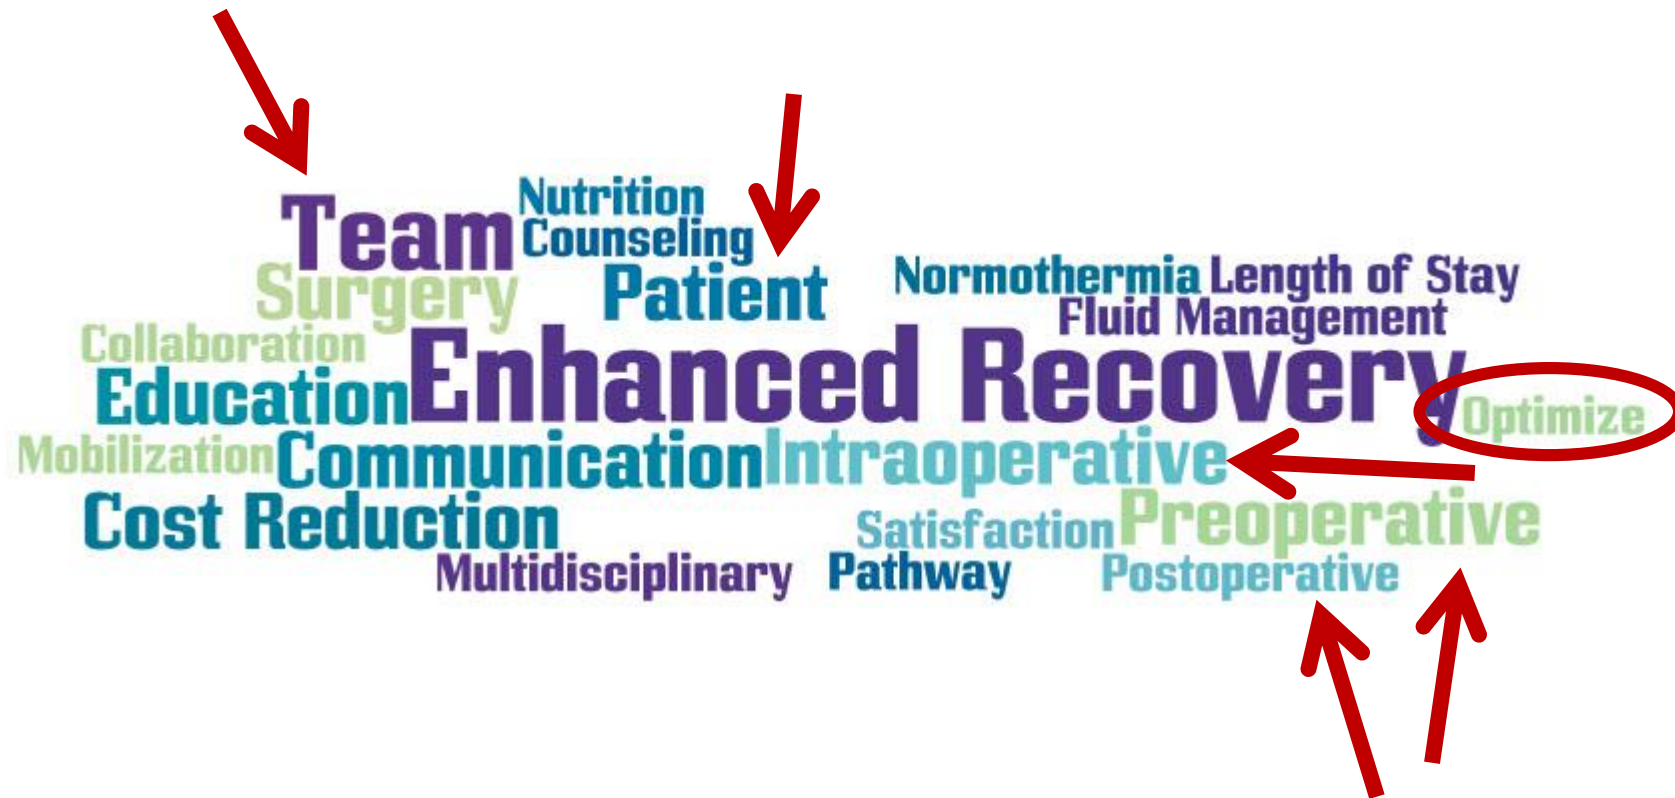 Team
Nutrition
Counseling
Surgery
Patient
Normothermia
Length of Stay
Fluid Management
Collaboration
Enhanced Recovery
Education
Optimize
Mobilization
Communication
Intraoperative
Cost Reduction
Satisfaction
Preoperative
Multidisciplinary
Pathway
Postoperative